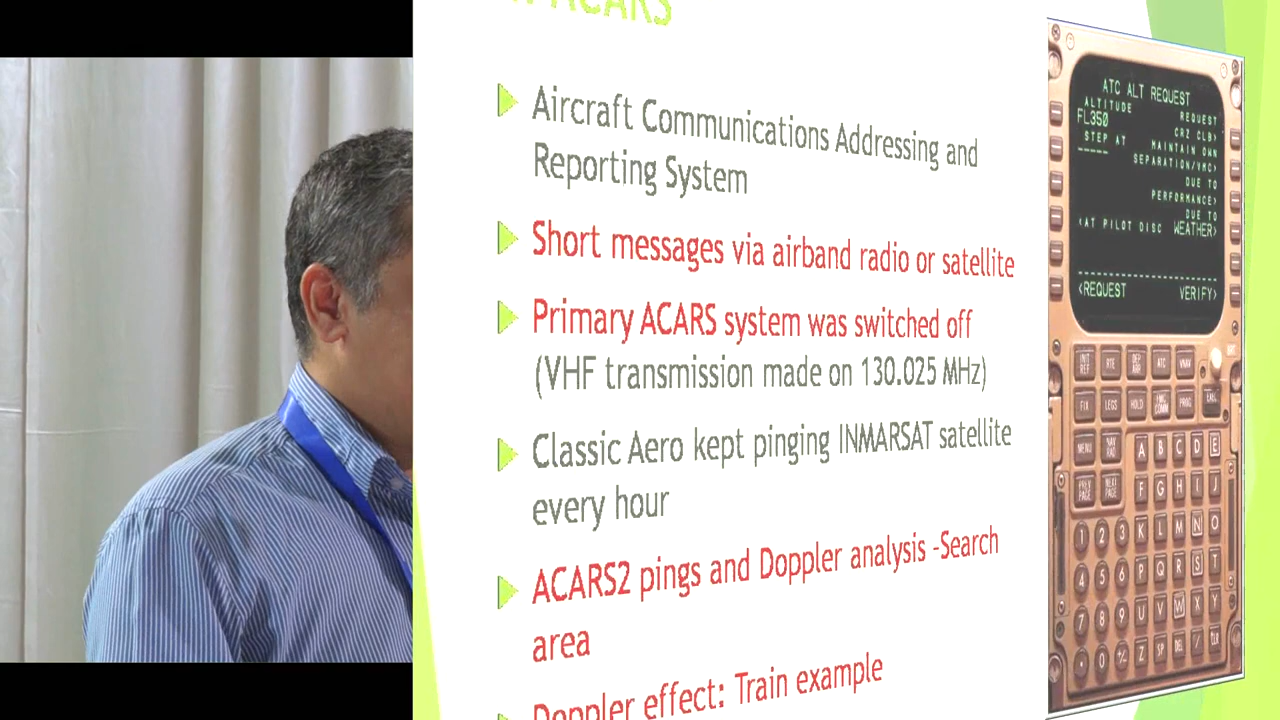 ACARS
Aircraft Communications Addressing and
Reporting System
Short messages via airband radio or satellite
Primary ACARS system was switched off
(VHF transmission made on 130.025 MHz)
Classic Aero kept pinging INMARSAT satellite
every hour
ACARS2 pings and Doppler analysis -Search
area
Doppler effect: Train example
ATC ALT REQUEST
ALTITUDE REQUEST
FL350 CRZ CLB>
STEP AT MAINTAIN OWN
----- SEPARATION/VMC>
DUE TO
PERFORMANCE>
DUE TO
<AT PILOT DISC WEATHER>
<REQUEST VERIFY>
INIT REF RTE DEP ARR ATC VNAV
FIX LEGS HOLD FMC COMM PROG EXEC
MENU NAV RAD
PREV PAGE NEXT PAGE
A B C D E
F G H I J
1 2 3 K L M N O
4 5 6 P Q R S T
7 8 9 U V W X Y
. 0 +/- Z SP DEL / CLR